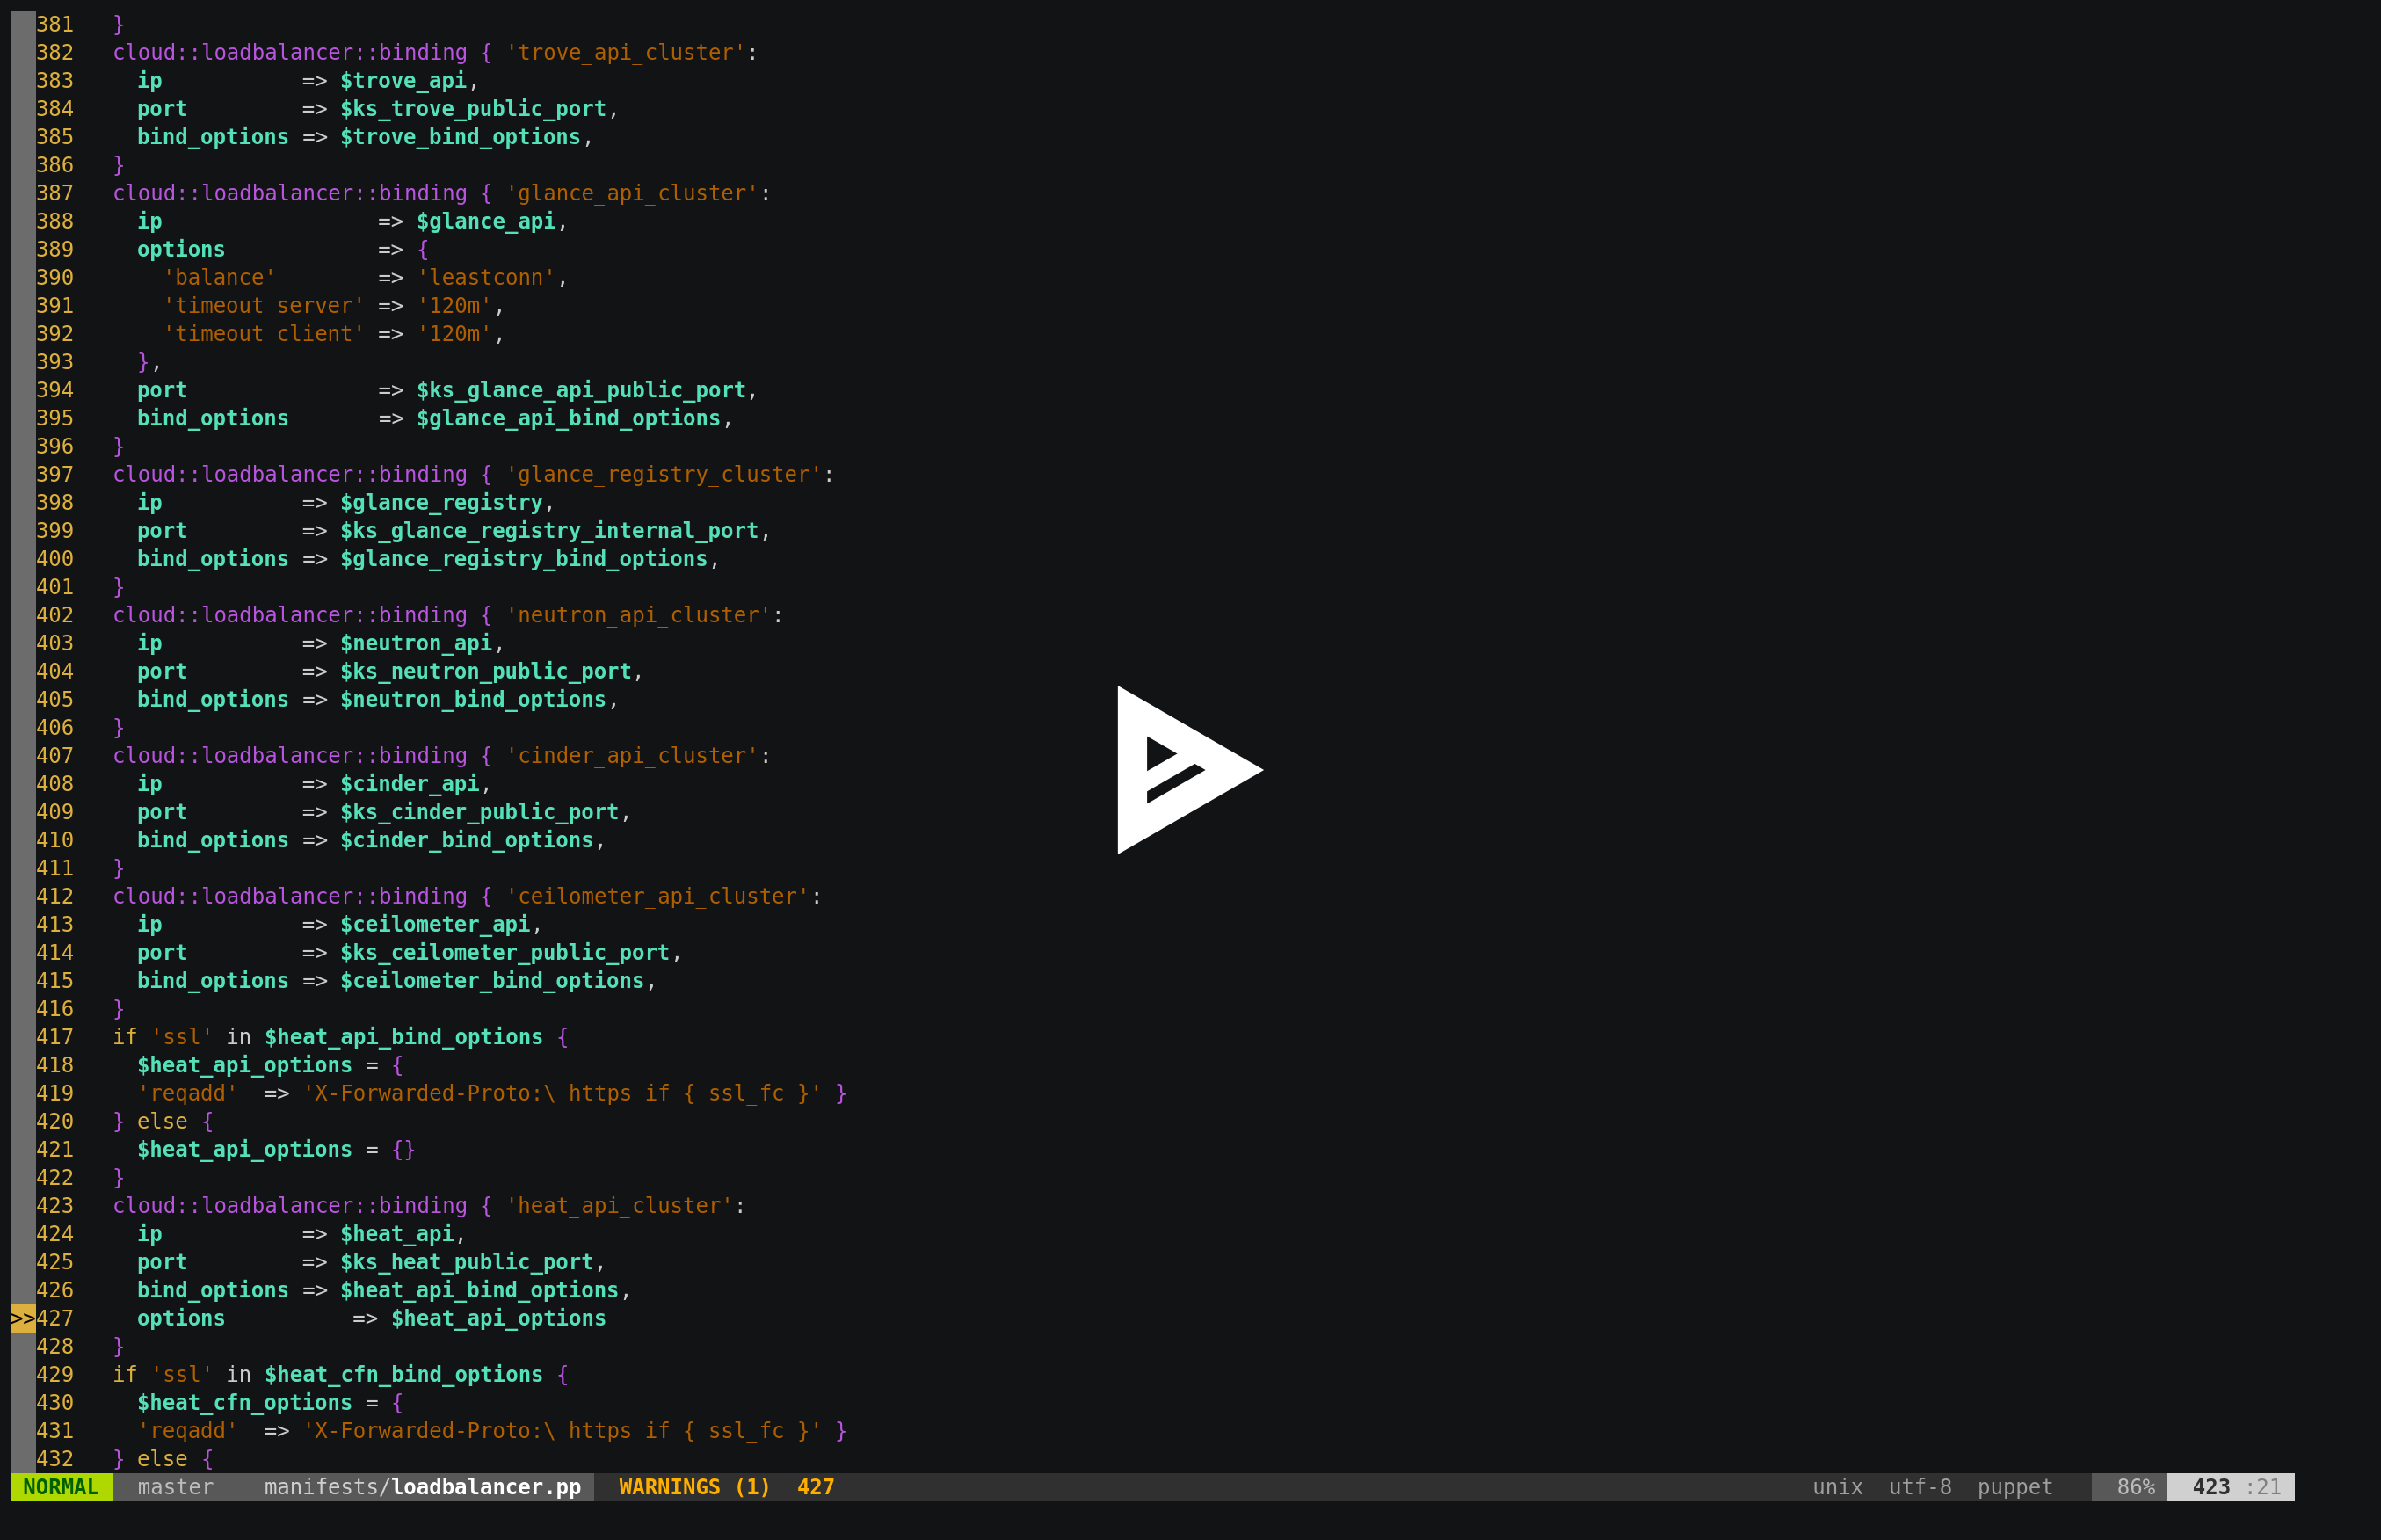 381   }
382   cloud::loadbalancer::binding { 'trove_api_cluster':
383     ip           => $trove_api,
384     port         => $ks_trove_public_port,
385     bind_options => $trove_bind_options,
386   }
387   cloud::loadbalancer::binding { 'glance_api_cluster':
388     ip                 => $glance_api,
389     options            => {
390       'balance'        => 'leastconn',
391       'timeout server' => '120m',
392       'timeout client' => '120m',
393     },
394     port               => $ks_glance_api_public_port,
395     bind_options       => $glance_api_bind_options,
396   }
397   cloud::loadbalancer::binding { 'glance_registry_cluster':
398     ip           => $glance_registry,
399     port         => $ks_glance_registry_internal_port,
400     bind_options => $glance_registry_bind_options,
401   }
402   cloud::loadbalancer::binding { 'neutron_api_cluster':
403     ip           => $neutron_api,
404     port         => $ks_neutron_public_port,
405     bind_options => $neutron_bind_options,
406   }
407   cloud::loadbalancer::binding { 'cinder_api_cluster':
408     ip           => $cinder_api,
409     port         => $ks_cinder_public_port,
410     bind_options => $cinder_bind_options,
411   }
412   cloud::loadbalancer::binding { 'ceilometer_api_cluster':
413     ip           => $ceilometer_api,
414     port         => $ks_ceilometer_public_port,
415     bind_options => $ceilometer_bind_options,
416   }
417   if 'ssl' in $heat_api_bind_options {
418     $heat_api_options = {
419     'reqadd'  => 'X-Forwarded-Proto:\ https if { ssl_fc }' }
420   } else {
421     $heat_api_options = {}
422   }
423   cloud::loadbalancer::binding { 'heat_api_cluster':
424     ip           => $heat_api,
425     port         => $ks_heat_public_port,
426     bind_options => $heat_api_bind_options,
>>427     options          => $heat_api_options
428   }
429   if 'ssl' in $heat_cfn_bind_options {
430     $heat_cfn_options = {
431     'reqadd'  => 'X-Forwarded-Proto:\ https if { ssl_fc }' }
432   } else {
NORMAL  master    manifests/loadbalancer.pp   WARNINGS (1)  427   unix  utf-8  puppet   86%   423 :21